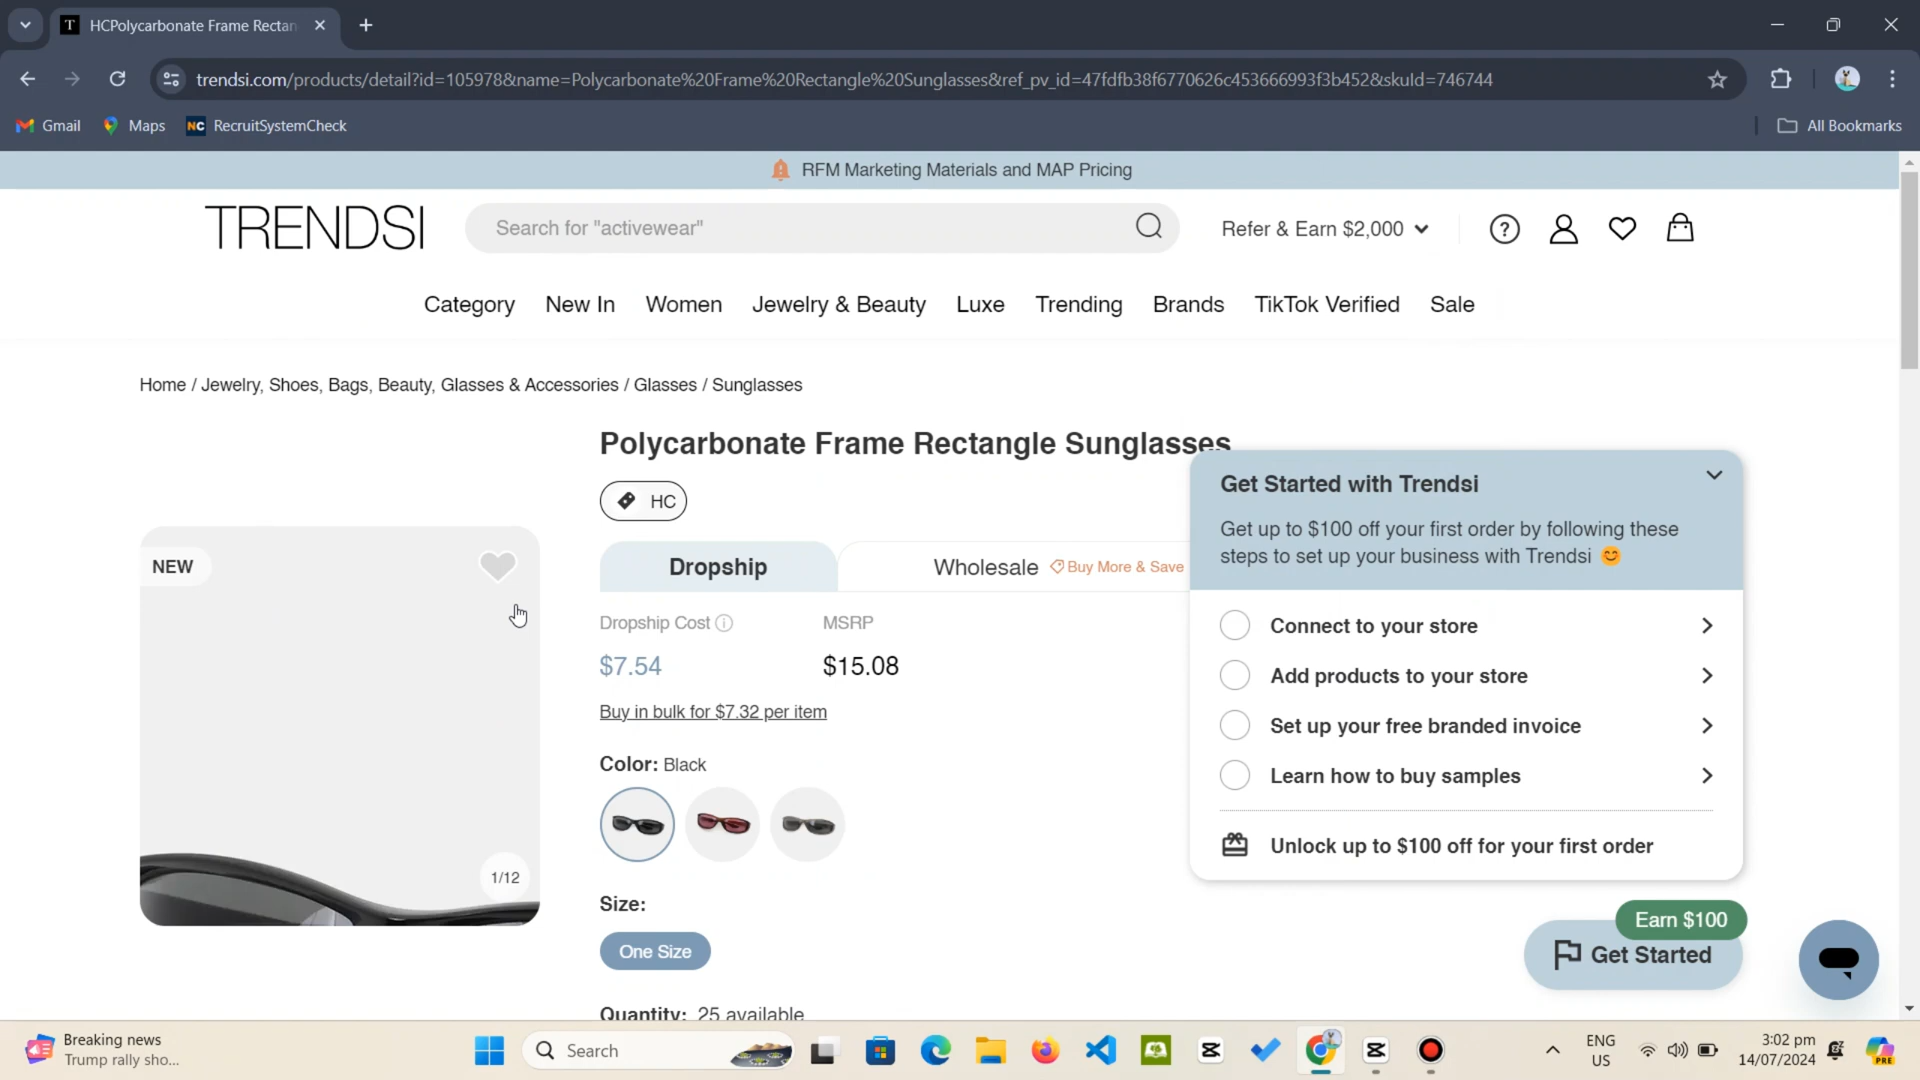 T HCPolycarbonate Frame Rectan
trendsi.com/products/detail?id=105978&name=Polycarbonate%20Frame%20Rectangle%20Sunglasses&ref_pv_id=47fdfb38f6770626c453666993f3b452&skuId=746744
Gmail Maps NC RecruitSystemCheck All Bookmarks
RFM Marketing Materials and MAP Pricing
TRENDSI Search for "activewear" Refer & Earn $2,000 ?
Category New In Women Jewelry & Beauty Luxe Trending Brands TikTok Verified Sale
Home / Jewelry, Shoes, Bags, Beauty, Glasses & Accessories / Glasses / Sunglasses
Polycarbonate Frame Rectangle Sunglasses
HC
NEW
1/12
Dropship Wholesale Buy More & Save
Dropship Cost MSRP
$7.54 $15.08
Buy in bulk for $7.32 per item
Color: Black
Size:
One Size
Quantity: 25 available
Get Started with Trendsi
Get up to $100 off your first order by following these
steps to set up your business with Trendsi 😊
Connect to your store
Add products to your store
Set up your free branded invoice
Learn how to buy samples
Unlock up to $100 off for your first order
Earn $100
Get Started
Breaking news
Trump rally sho...
Search
ENG
US
3:02 pm
14/07/2024
PRE